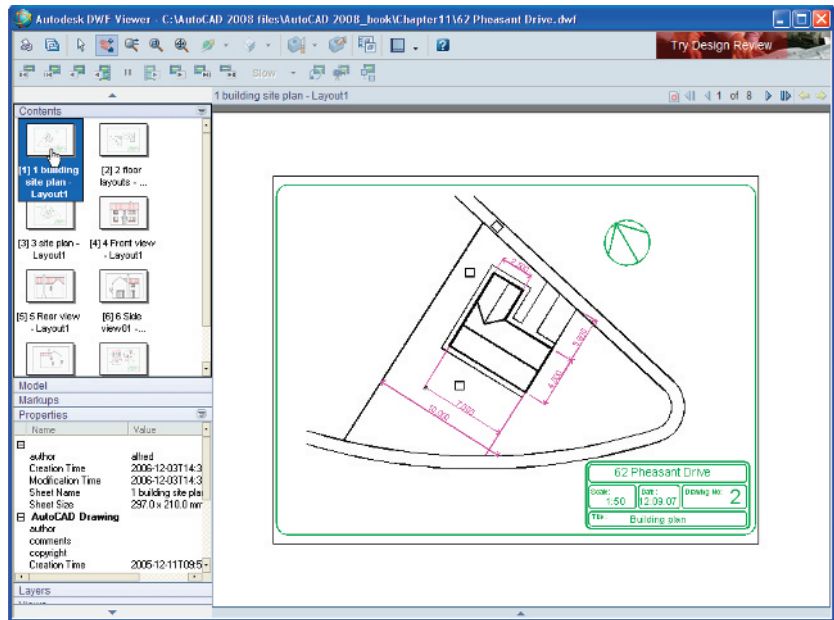 Autodesk DWF Viewer - C:\AutoCAD 2008 files\AutoCAD 2008_book\Chapter11\62 Pheasant Drive.dwf
Try Design Review
Slow
1 building site plan - Layout1
1 of 8
Contents
[1] 1 building site plan - Layout1
[2] 2 floor layouts - ...
[3] 3 site plan - Layout1
[4] 4 Front view - Layout1
[5] 5 Rear view - Layout1
[6] 6 Side view01 -...
Model
Markups
Properties
Name Value
author alfred
Creation Time 2006-12-03T14:3
Modification Time 2006-12-03T14:3
Sheet Name 1 building site plan
Sheet Size 297.0 x 210.0 mm
AutoCAD Drawing
author
comments
copyright
Creation Time 2005-12-11T09:5
Layers
2.500
4.000
7.000
10.000
62 Pheasant Drive
Scale: 1:50
Date: 12.09.07
Drawing No: 2
Title: Building plan